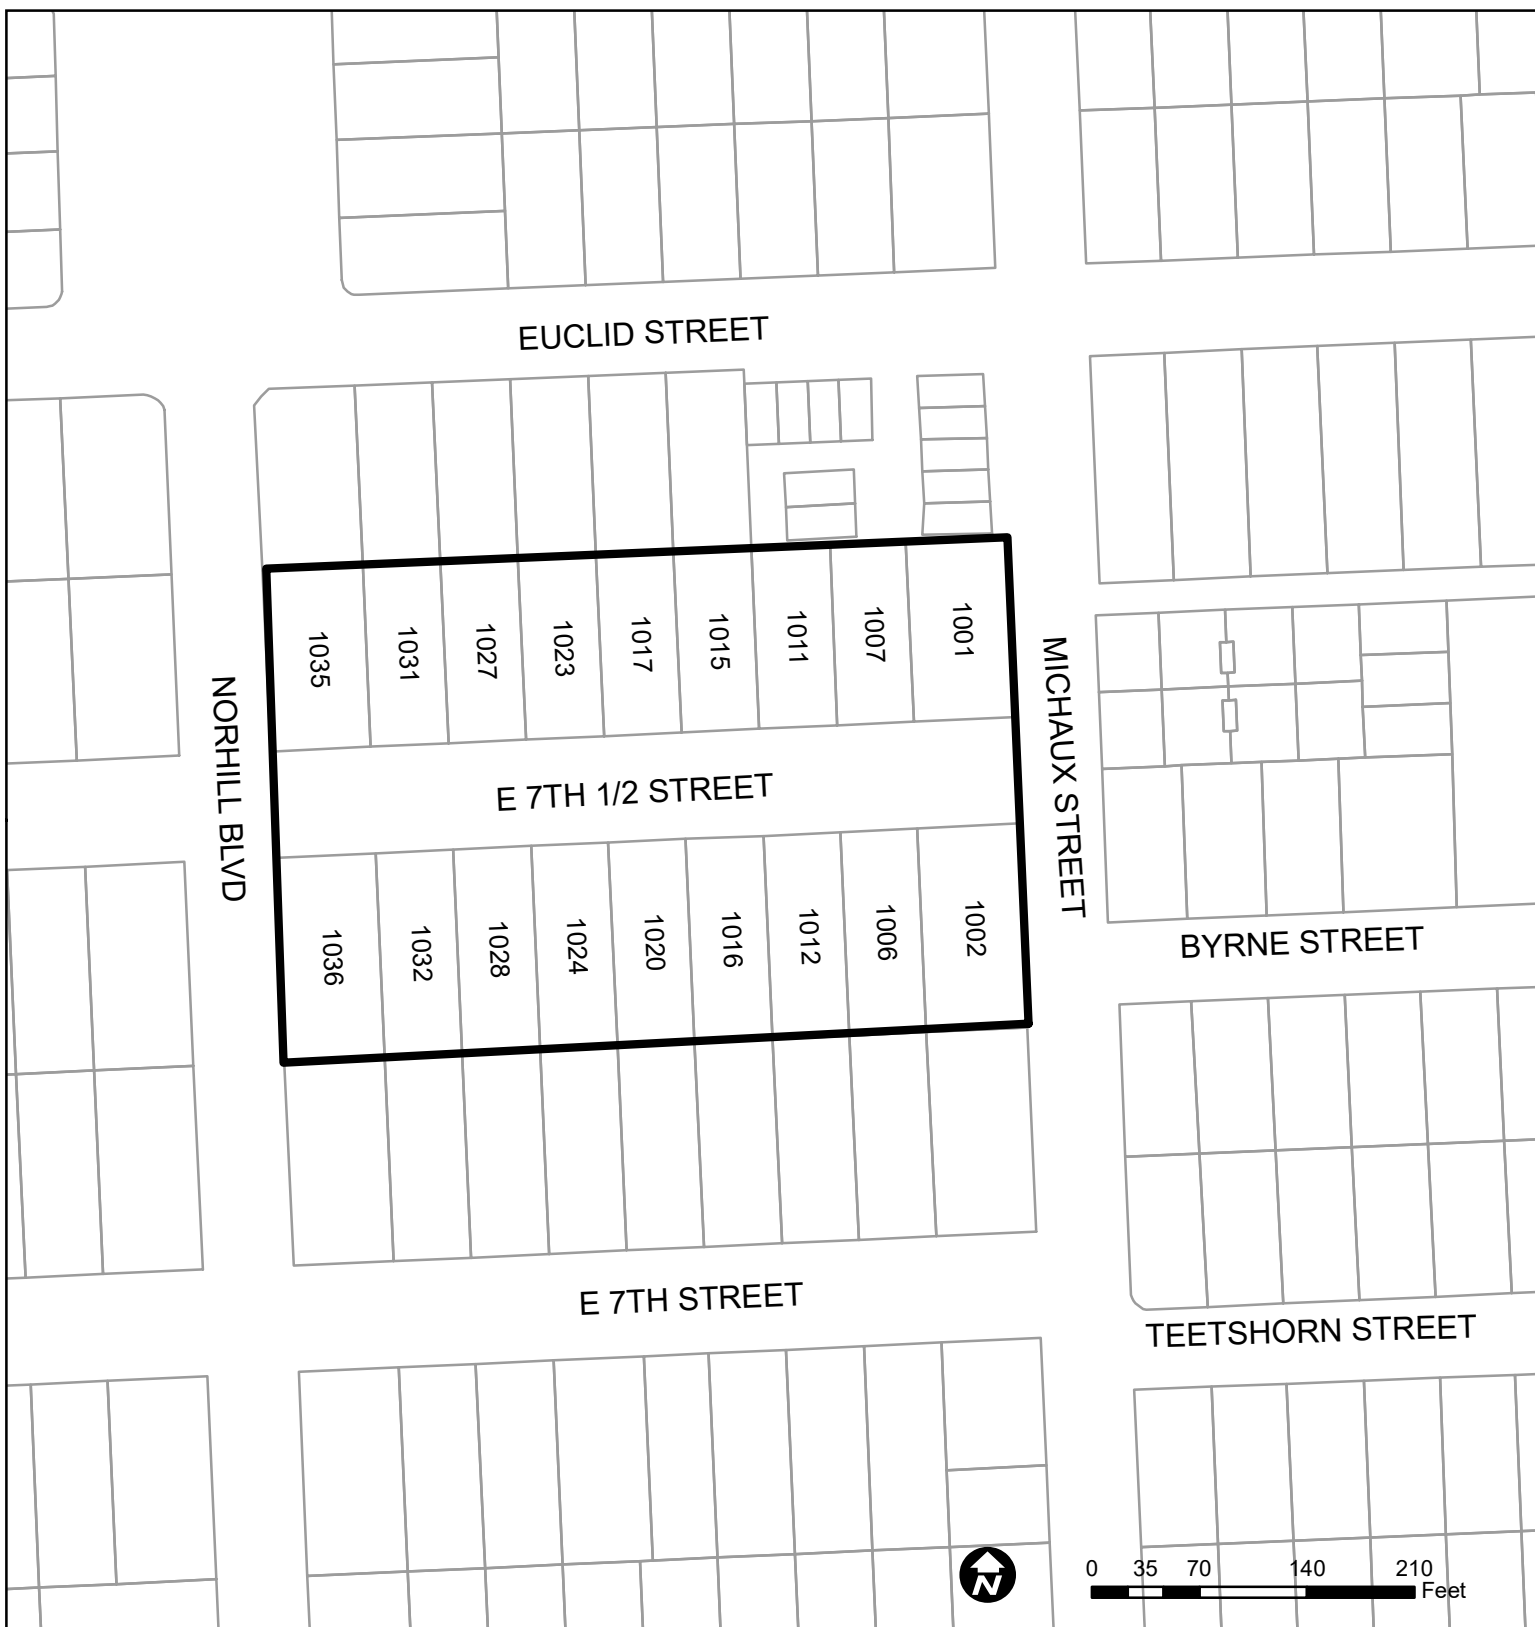 EUCLID STREET
1035
1031
1027
1023
1017
1015
1011
1007
1001
NORHILL BLVD
MICHAUX STREET
E 7TH 1/2 STREET
1036
1032
1028
1024
1020
1016
1012
1006
1002
BYRNE STREET
E 7TH STREET
TEETSHORN STREET
N
0 35 70 140 210
Feet